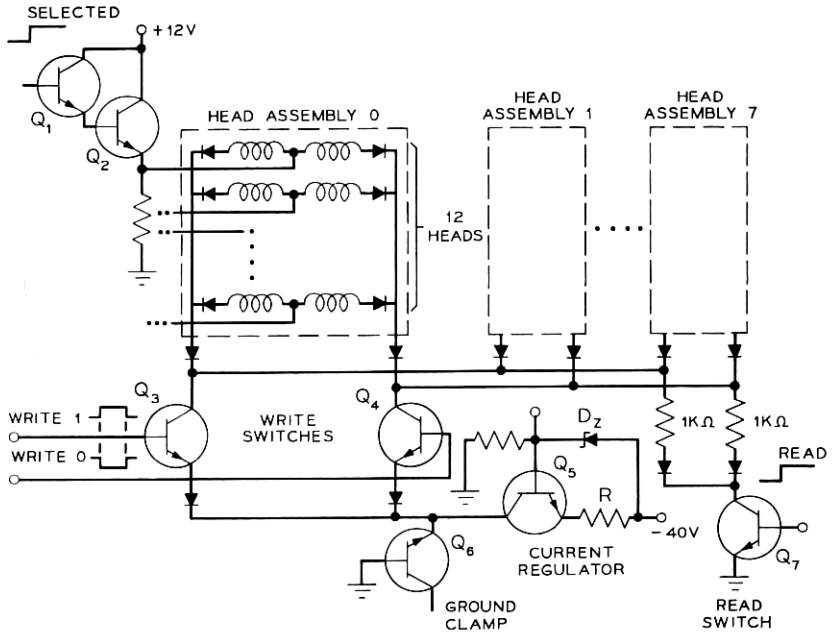 SELECTED
+12V
Q1
Q2
HEAD ASSEMBLY 0
HEAD
ASSEMBLY 1
HEAD
ASSEMBLY 7
12
HEADS
Q3
Q4
WRITE 1
WRITE 0
WRITE
SWITCHES
DZ
Q5
R
-40V
1KΩ
1KΩ
READ
Q6
Q7
CURRENT
REGULATOR
GROUND
CLAMP
READ
SWITCH